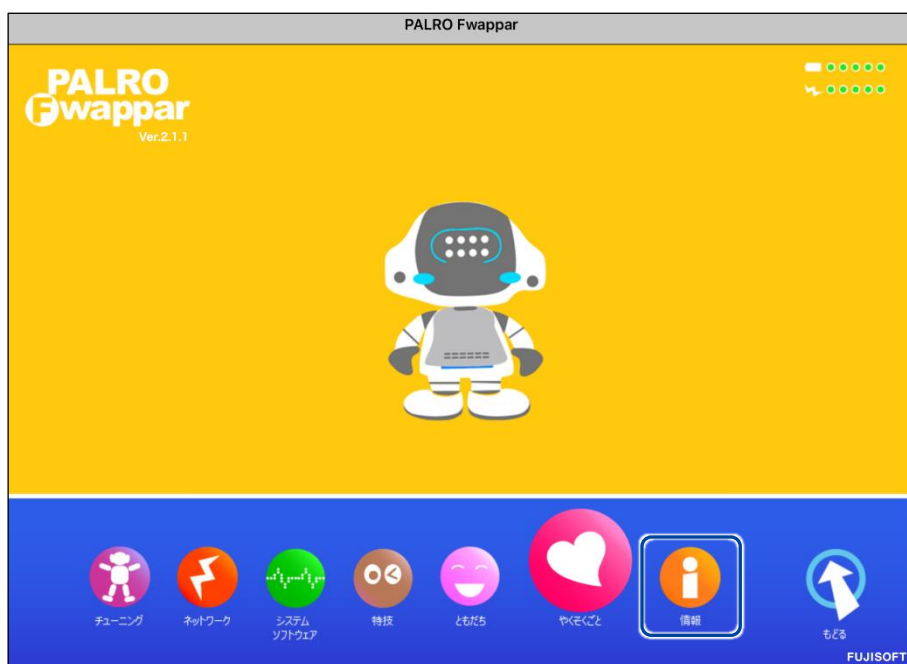 PALRO Fwappar
PALRO
Fwappar
Ver.2.1.1
チューニング
ネットワーク
システム
ソフトウェア
特技
ともだち
やくそくごと
情報
もどる
FUJISOFT